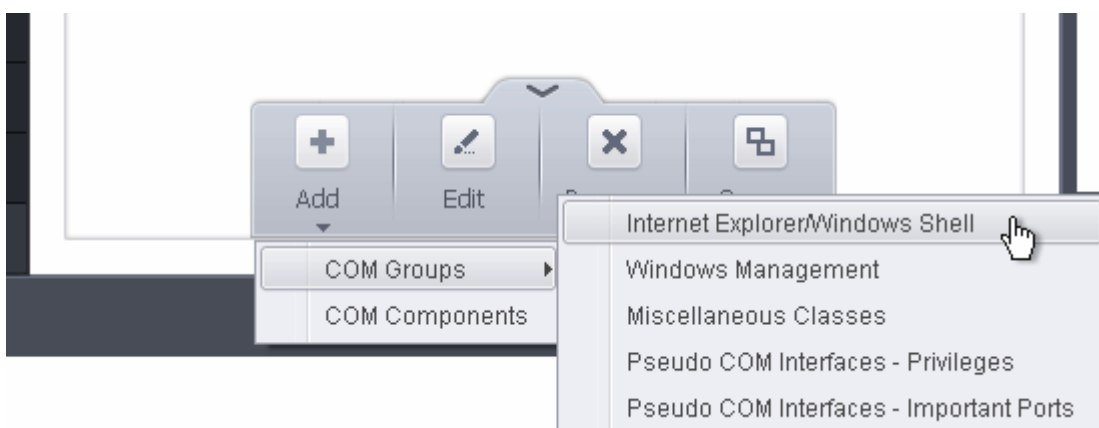 Add
Edit
Internet Explorer/Windows Shell
COM Groups
Windows Management
COM Components
Miscellaneous Classes
Pseudo COM Interfaces - Privileges
Pseudo COM Interfaces - Important Ports